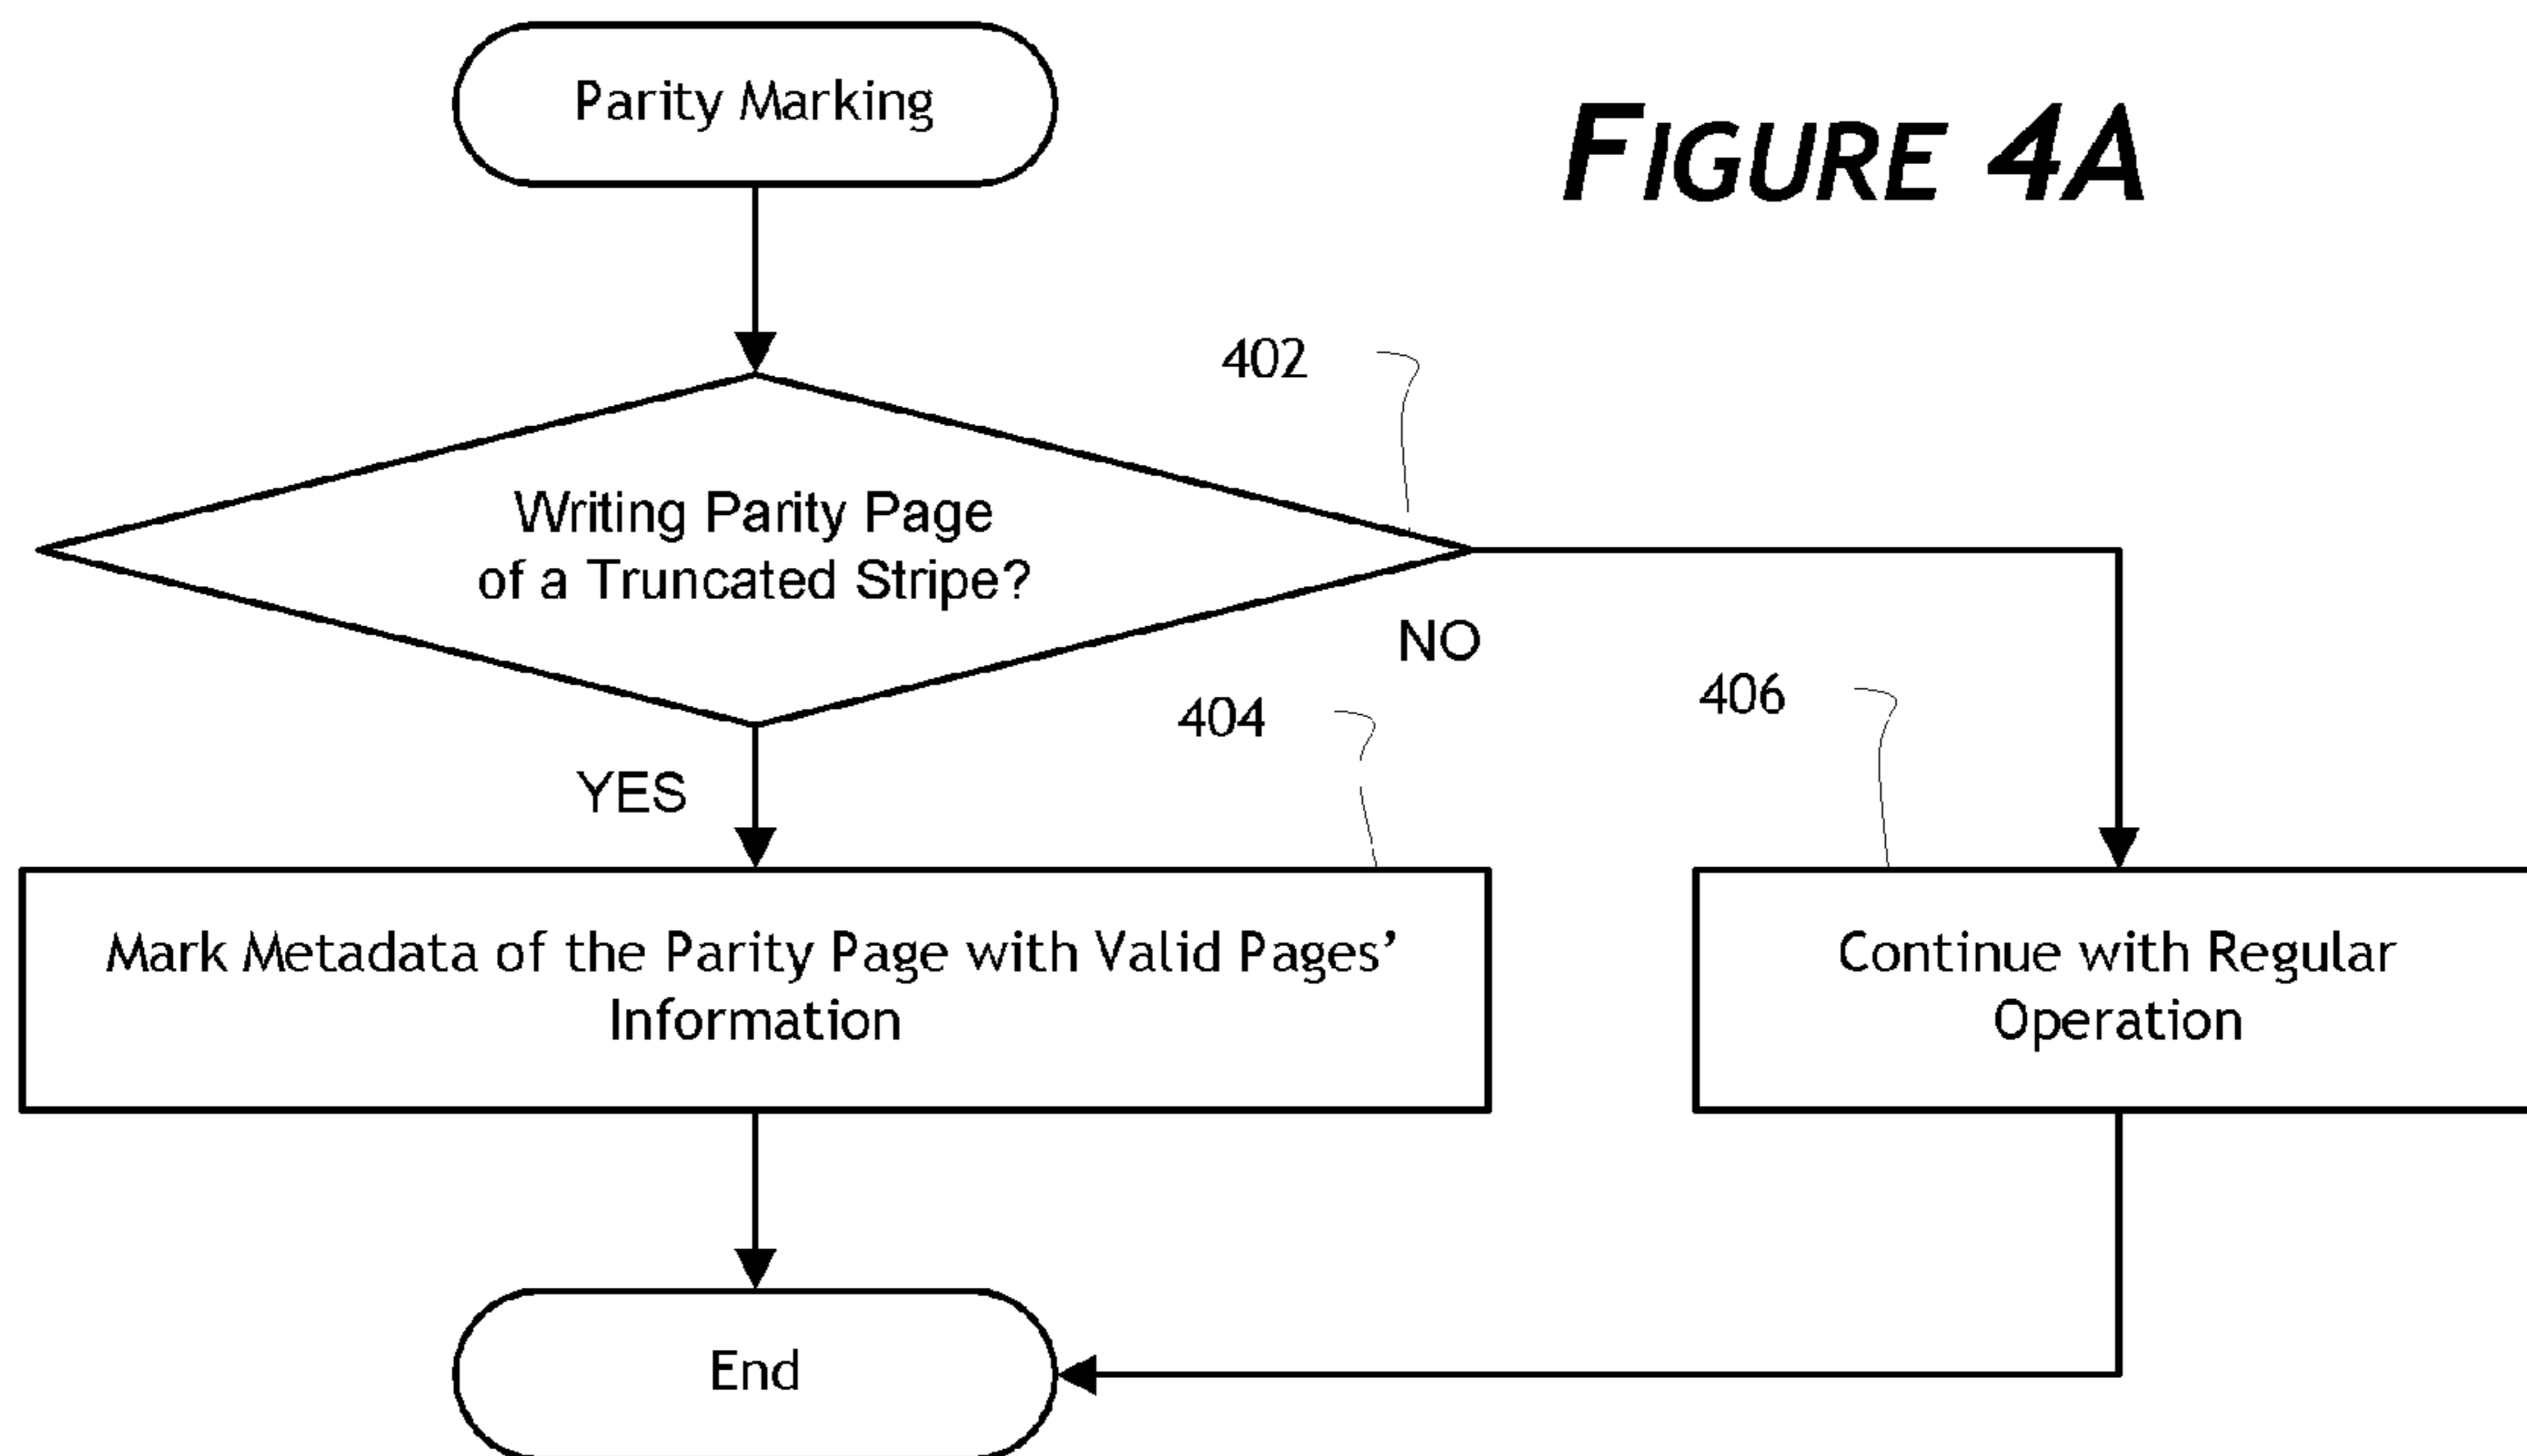 Parity Marking
FIGURE 4A
402
Writing Parity Page
of a Truncated Stripe?
NO
404
406
YES
Mark Metadata of the Parity Page with Valid Pages’
Information
Continue with Regular
Operation
End